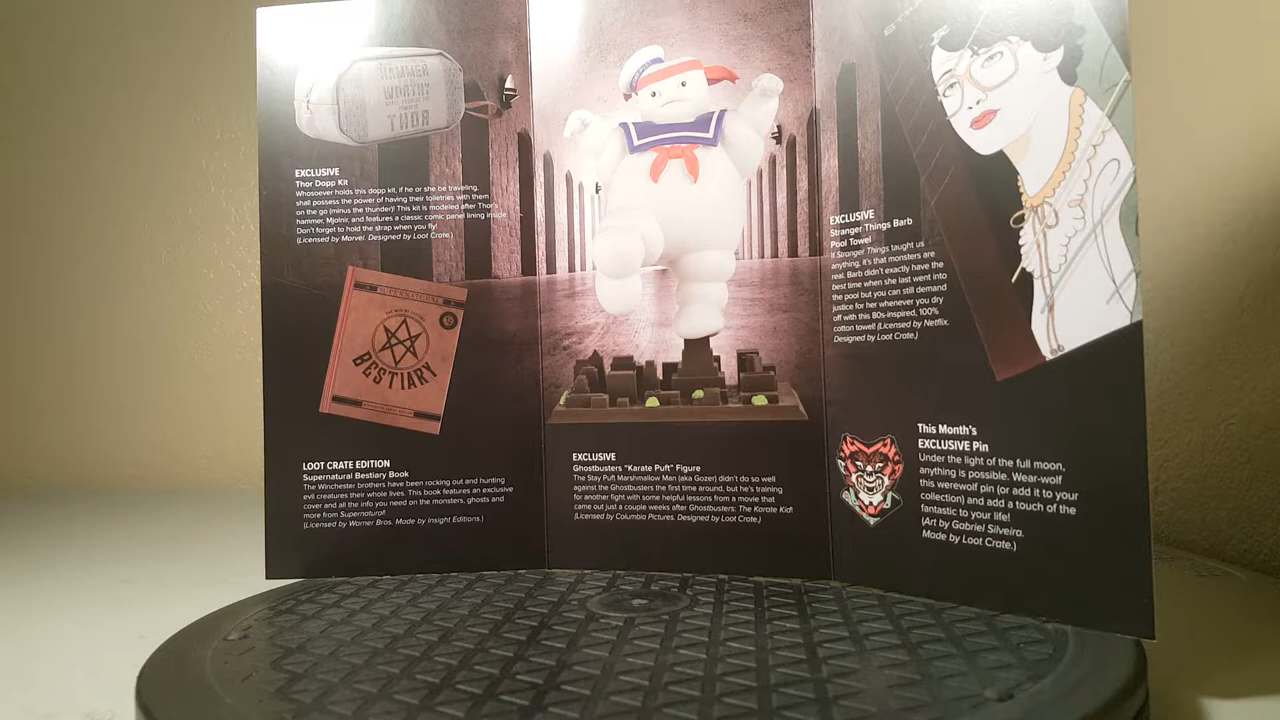 HAMMER
WORTHY
THOR
EXCLUSIVE
Thor Dopp Kit
Whosoever holds this dopp kit, if he or she be traveling,
shall possess the power of having their toiletries with them
on the go (minus the thunder)! This kit is modeled after Thor's
hammer, Mjolnir, and features a classic comic panel lining inside.
Don't forget to hold the strap when you fly!
(Licensed by Marvel. Designed by Loot Crate.)
SUPERNATURAL
THE MEN OF LETTERS
BESTIARY
LOOT CRATE EDITION
Supernatural Bestiary Book
The Winchester brothers have been rocking out and hunting
evil creatures their whole lives. This book features an exclusive
cover and all the info you need on the monsters, ghosts and
more from Supernatural!
(Licensed by Warner Bros. Made by Insight Editions.)
EXCLUSIVE
Ghostbusters "Karate Puft" Figure
The Stay Puft Marshmallow Man (aka Gozer) didn't do so well
against the Ghostbusters the first time around, but he's training
for another fight with some helpful lessons from a movie that
came out just a couple weeks after Ghostbusters: The Karate Kid!
(Licensed by Columbia Pictures. Designed by Loot Crate.)
EXCLUSIVE
Stranger Things Barb
Pool Towel
If Stranger Things taught us
anything, it's that monsters are
real. Barb didn't exactly have the
best time when she last went into
the pool but you can still demand
justice for her whenever you dry
off with this 80s-inspired, 100%
cotton towel! (Licensed by Netflix.
Designed by Loot Crate.)
This Month's
EXCLUSIVE Pin
Under the light of the full moon,
anything is possible. Wear-wolf
this werewolf pin (or add it to your
collection) and add a touch of the
fantastic to your life!
(Art by Gabriel Silveira.
Made by Loot Crate.)